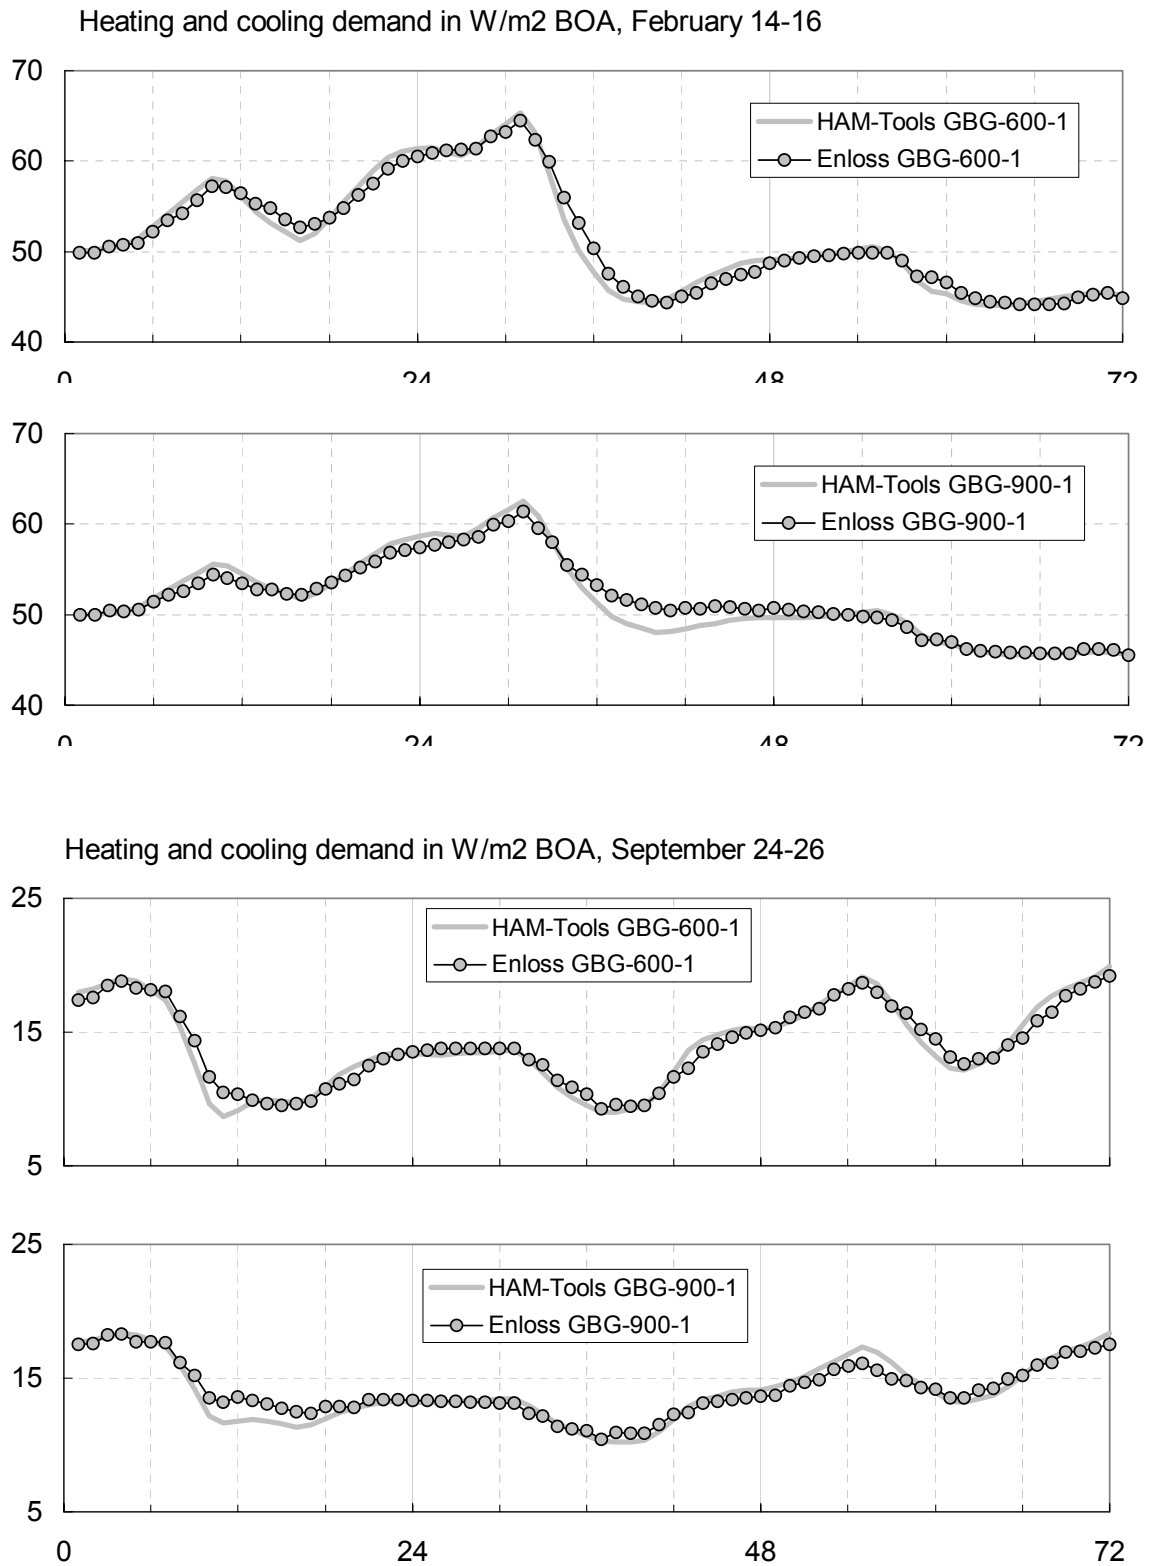 Heating and cooling demand in W/m2 BOA, February 14-16
70
HAM-Tools GBG-600-1
Enloss GBG-600-1
60
50
40
0 24 48 72
70
HAM-Tools GBG-900-1
Enloss GBG-900-1
60
50
40
0 24 48 72
Heating and cooling demand in W/m2 BOA, September 24-26
25
HAM-Tools GBG-600-1
Enloss GBG-600-1
15
5
25
HAM-Tools GBG-900-1
Enloss GBG-900-1
15
5
0 24 48 72